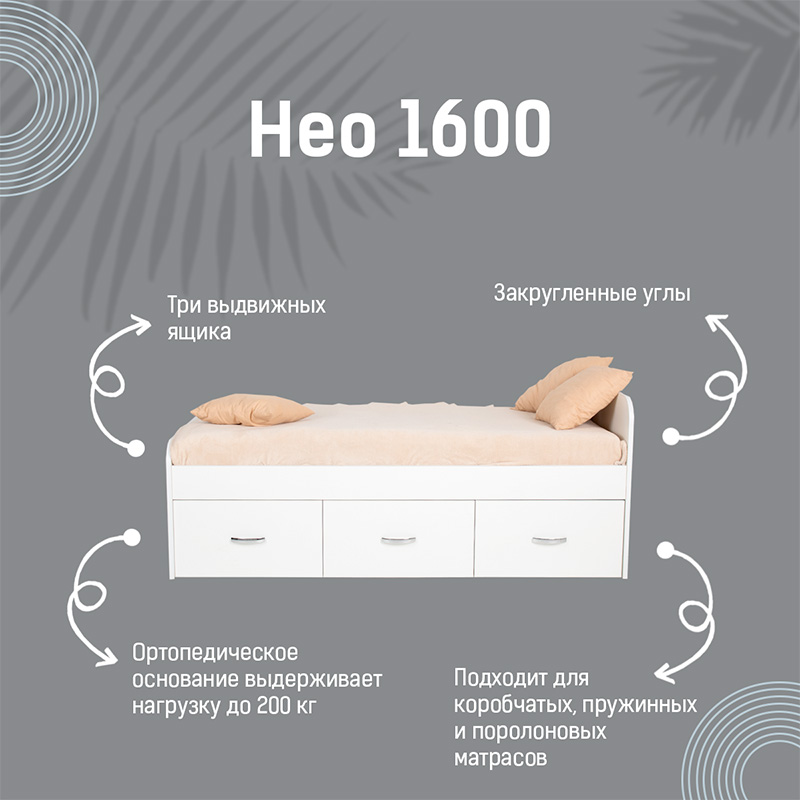 Нео 1600
Три выдвижных
ящика
Закругленные углы
Ортопедическое
основание выдерживает
нагрузку до 200 кг
Подходит для
коробчатых, пружинных
и поролоновых
матрасов